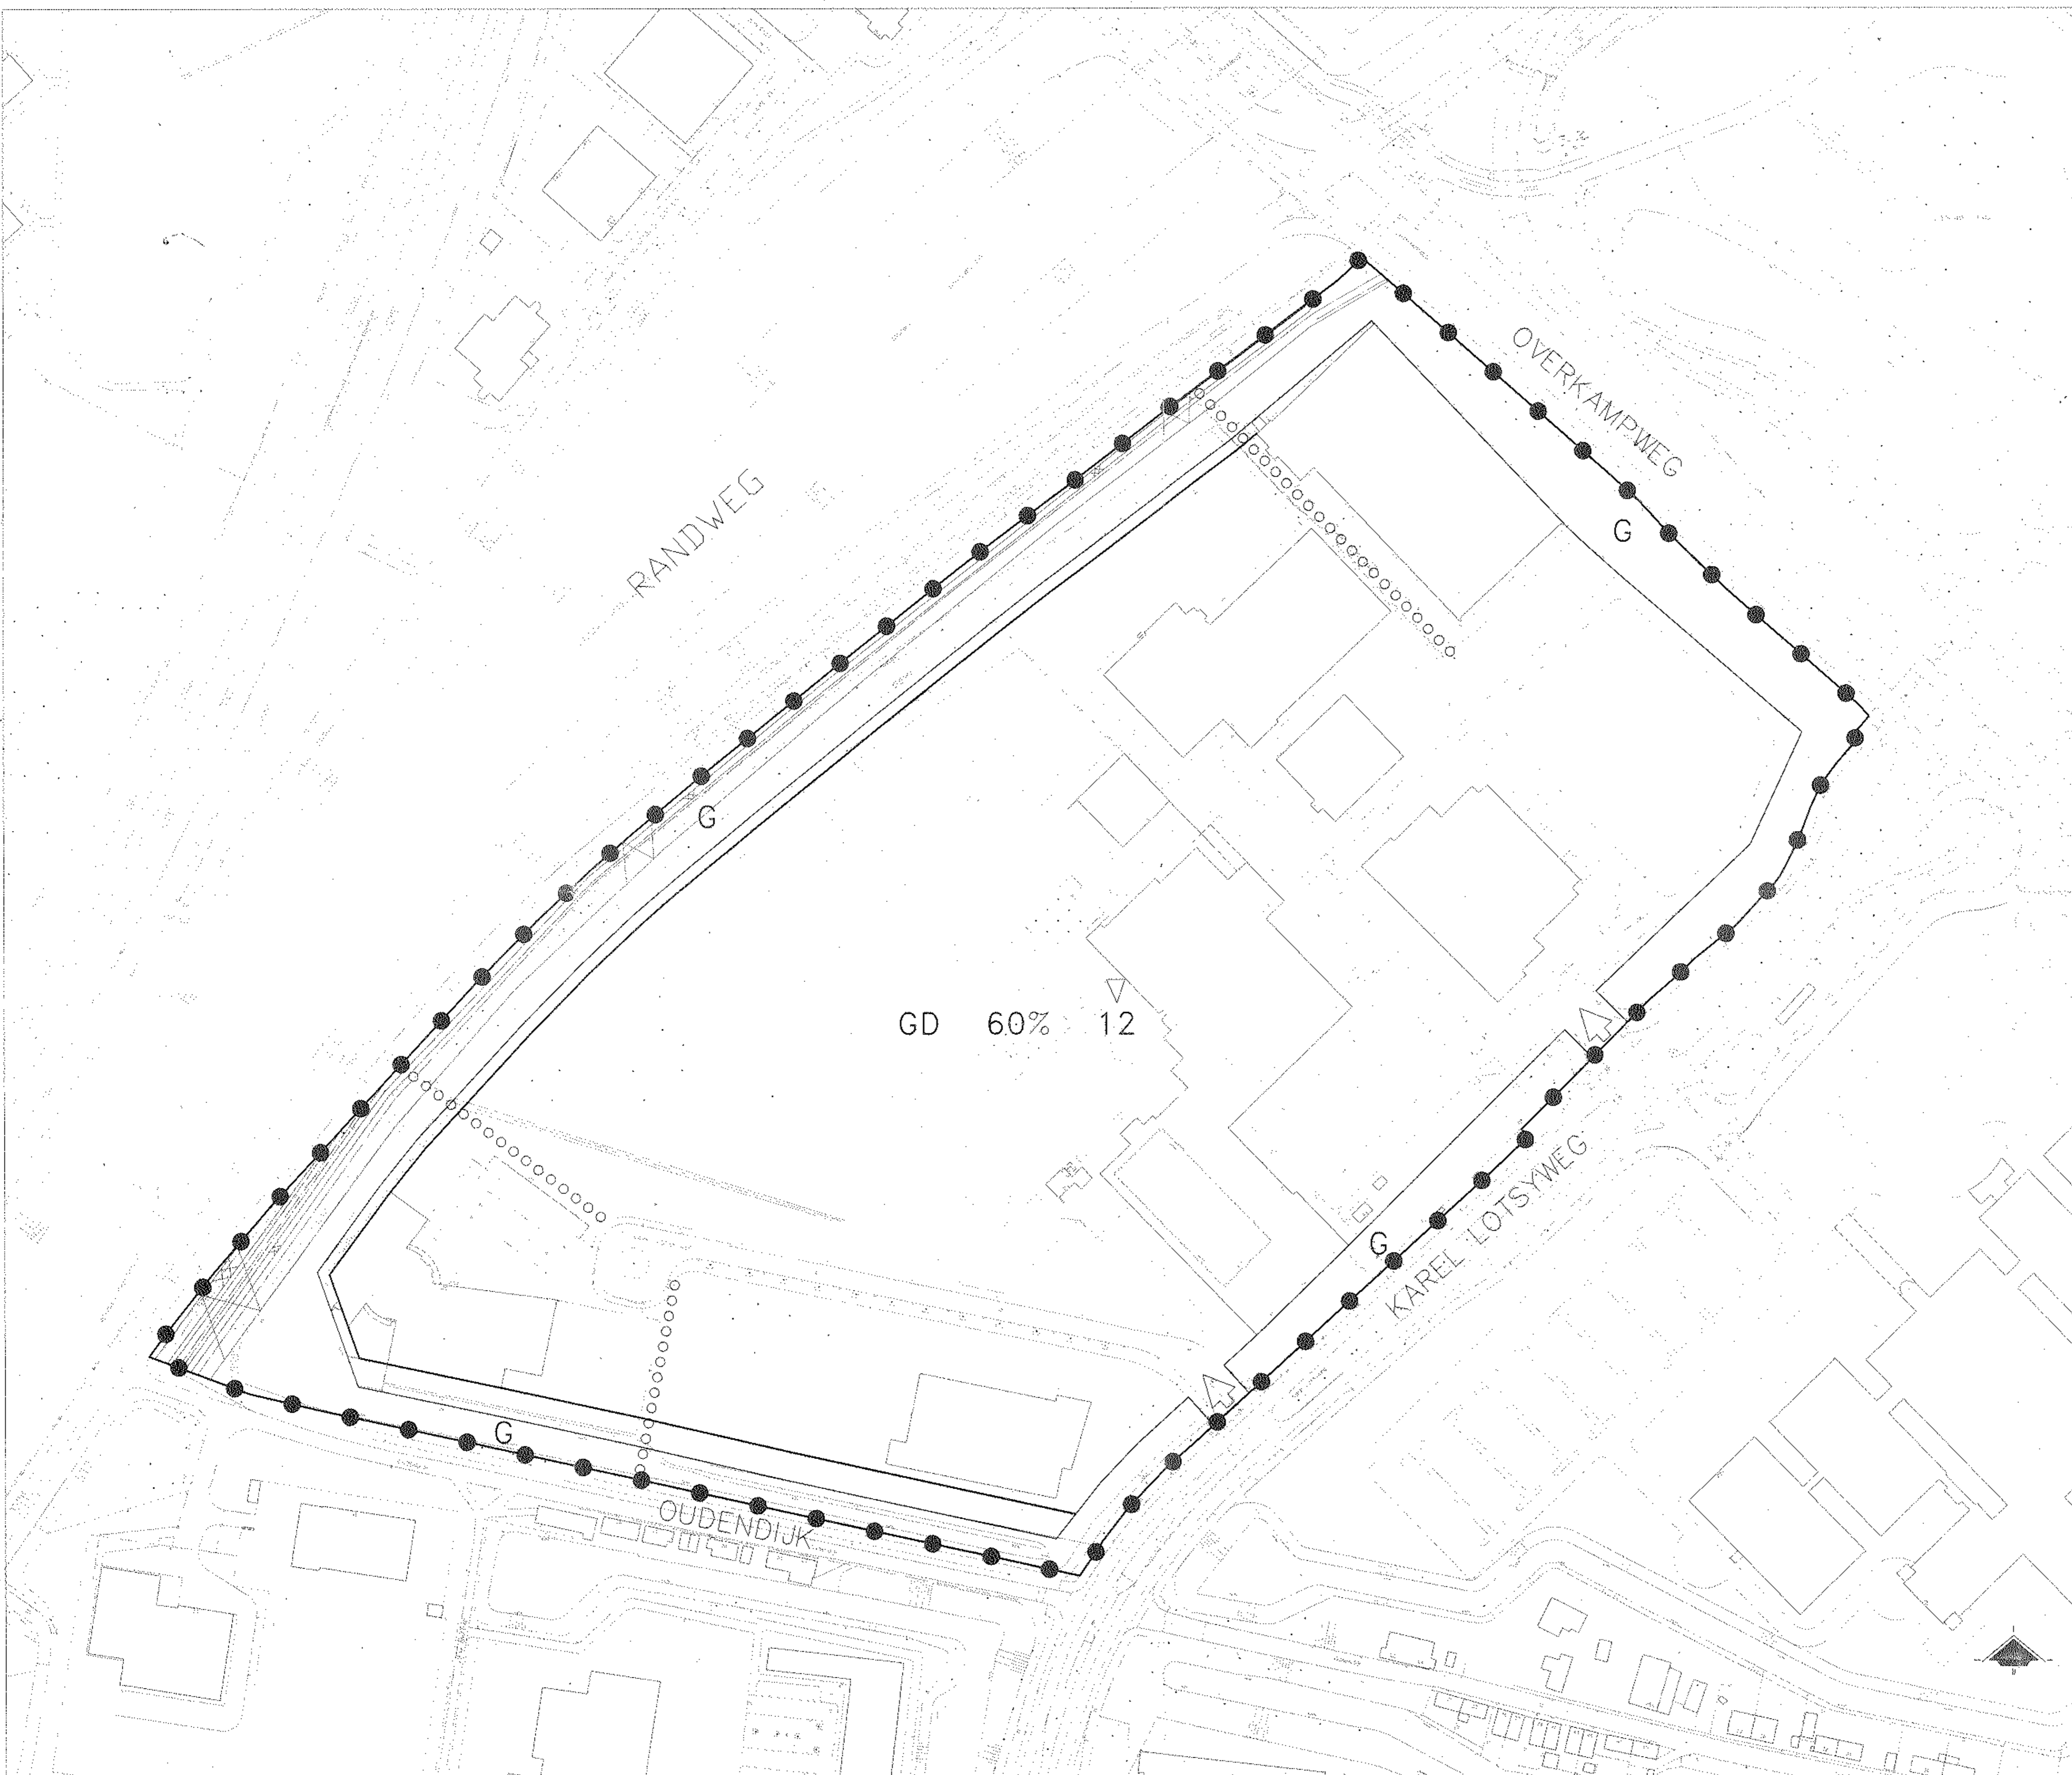 OVERKAMPWEG
G
RANDWEG
G
GD 60% 12
KAREL LOTSYWEG
G
G
OUDENDIJK